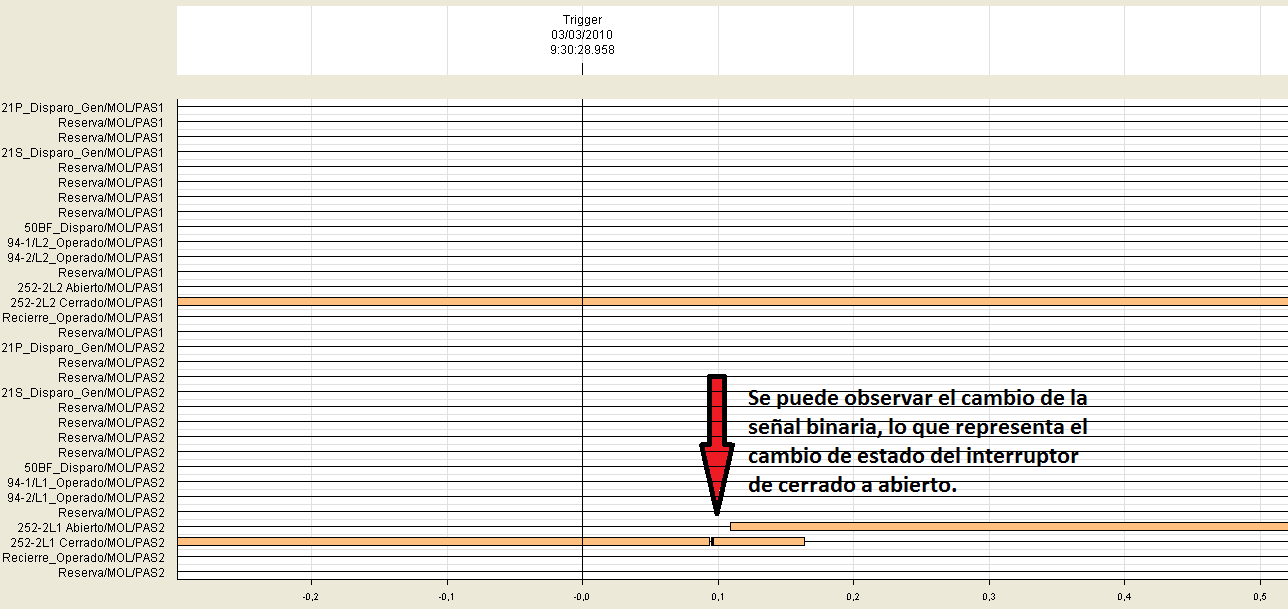 Trigger
03/03/2010
9:30:28.958
21P_Disparo_Gen/MOL/PAS1
Reserva/MOL/PAS1
Reserva/MOL/PAS1
21S_Disparo_Gen/MOL/PAS1
Reserva/MOL/PAS1
Reserva/MOL/PAS1
Reserva/MOL/PAS1
Reserva/MOL/PAS1
50BF_Disparo/MOL/PAS1
94-1/L2_Operado/MOL/PAS1
94-2/L2_Operado/MOL/PAS1
Reserva/MOL/PAS1
252-2L2 Abierto/MOL/PAS1
252-2L2 Cerrado/MOL/PAS1
Recierre_Operado/MOL/PAS1
Reserva/MOL/PAS1
21P_Disparo_Gen/MOL/PAS2
Reserva/MOL/PAS2
Reserva/MOL/PAS2
21S_Disparo_Gen/MOL/PAS2
Reserva/MOL/PAS2
Reserva/MOL/PAS2
Reserva/MOL/PAS2
Reserva/MOL/PAS2
50BF_Disparo/MOL/PAS2
94-1/L1_Operado/MOL/PAS2
94-2/L1_Operado/MOL/PAS2
Reserva/MOL/PAS2
252-2L1 Abierto/MOL/PAS2
252-2L1 Cerrado/MOL/PAS2
Recierre_Operado/MOL/PAS2
Reserva/MOL/PAS2
Se puede observar el cambio de la
señal binaria, lo que representa el
cambio de estado del interruptor
de cerrado a abierto.
-0,2 -0,1 -0,0 0,1 0,2 0,3 0,4 0,5